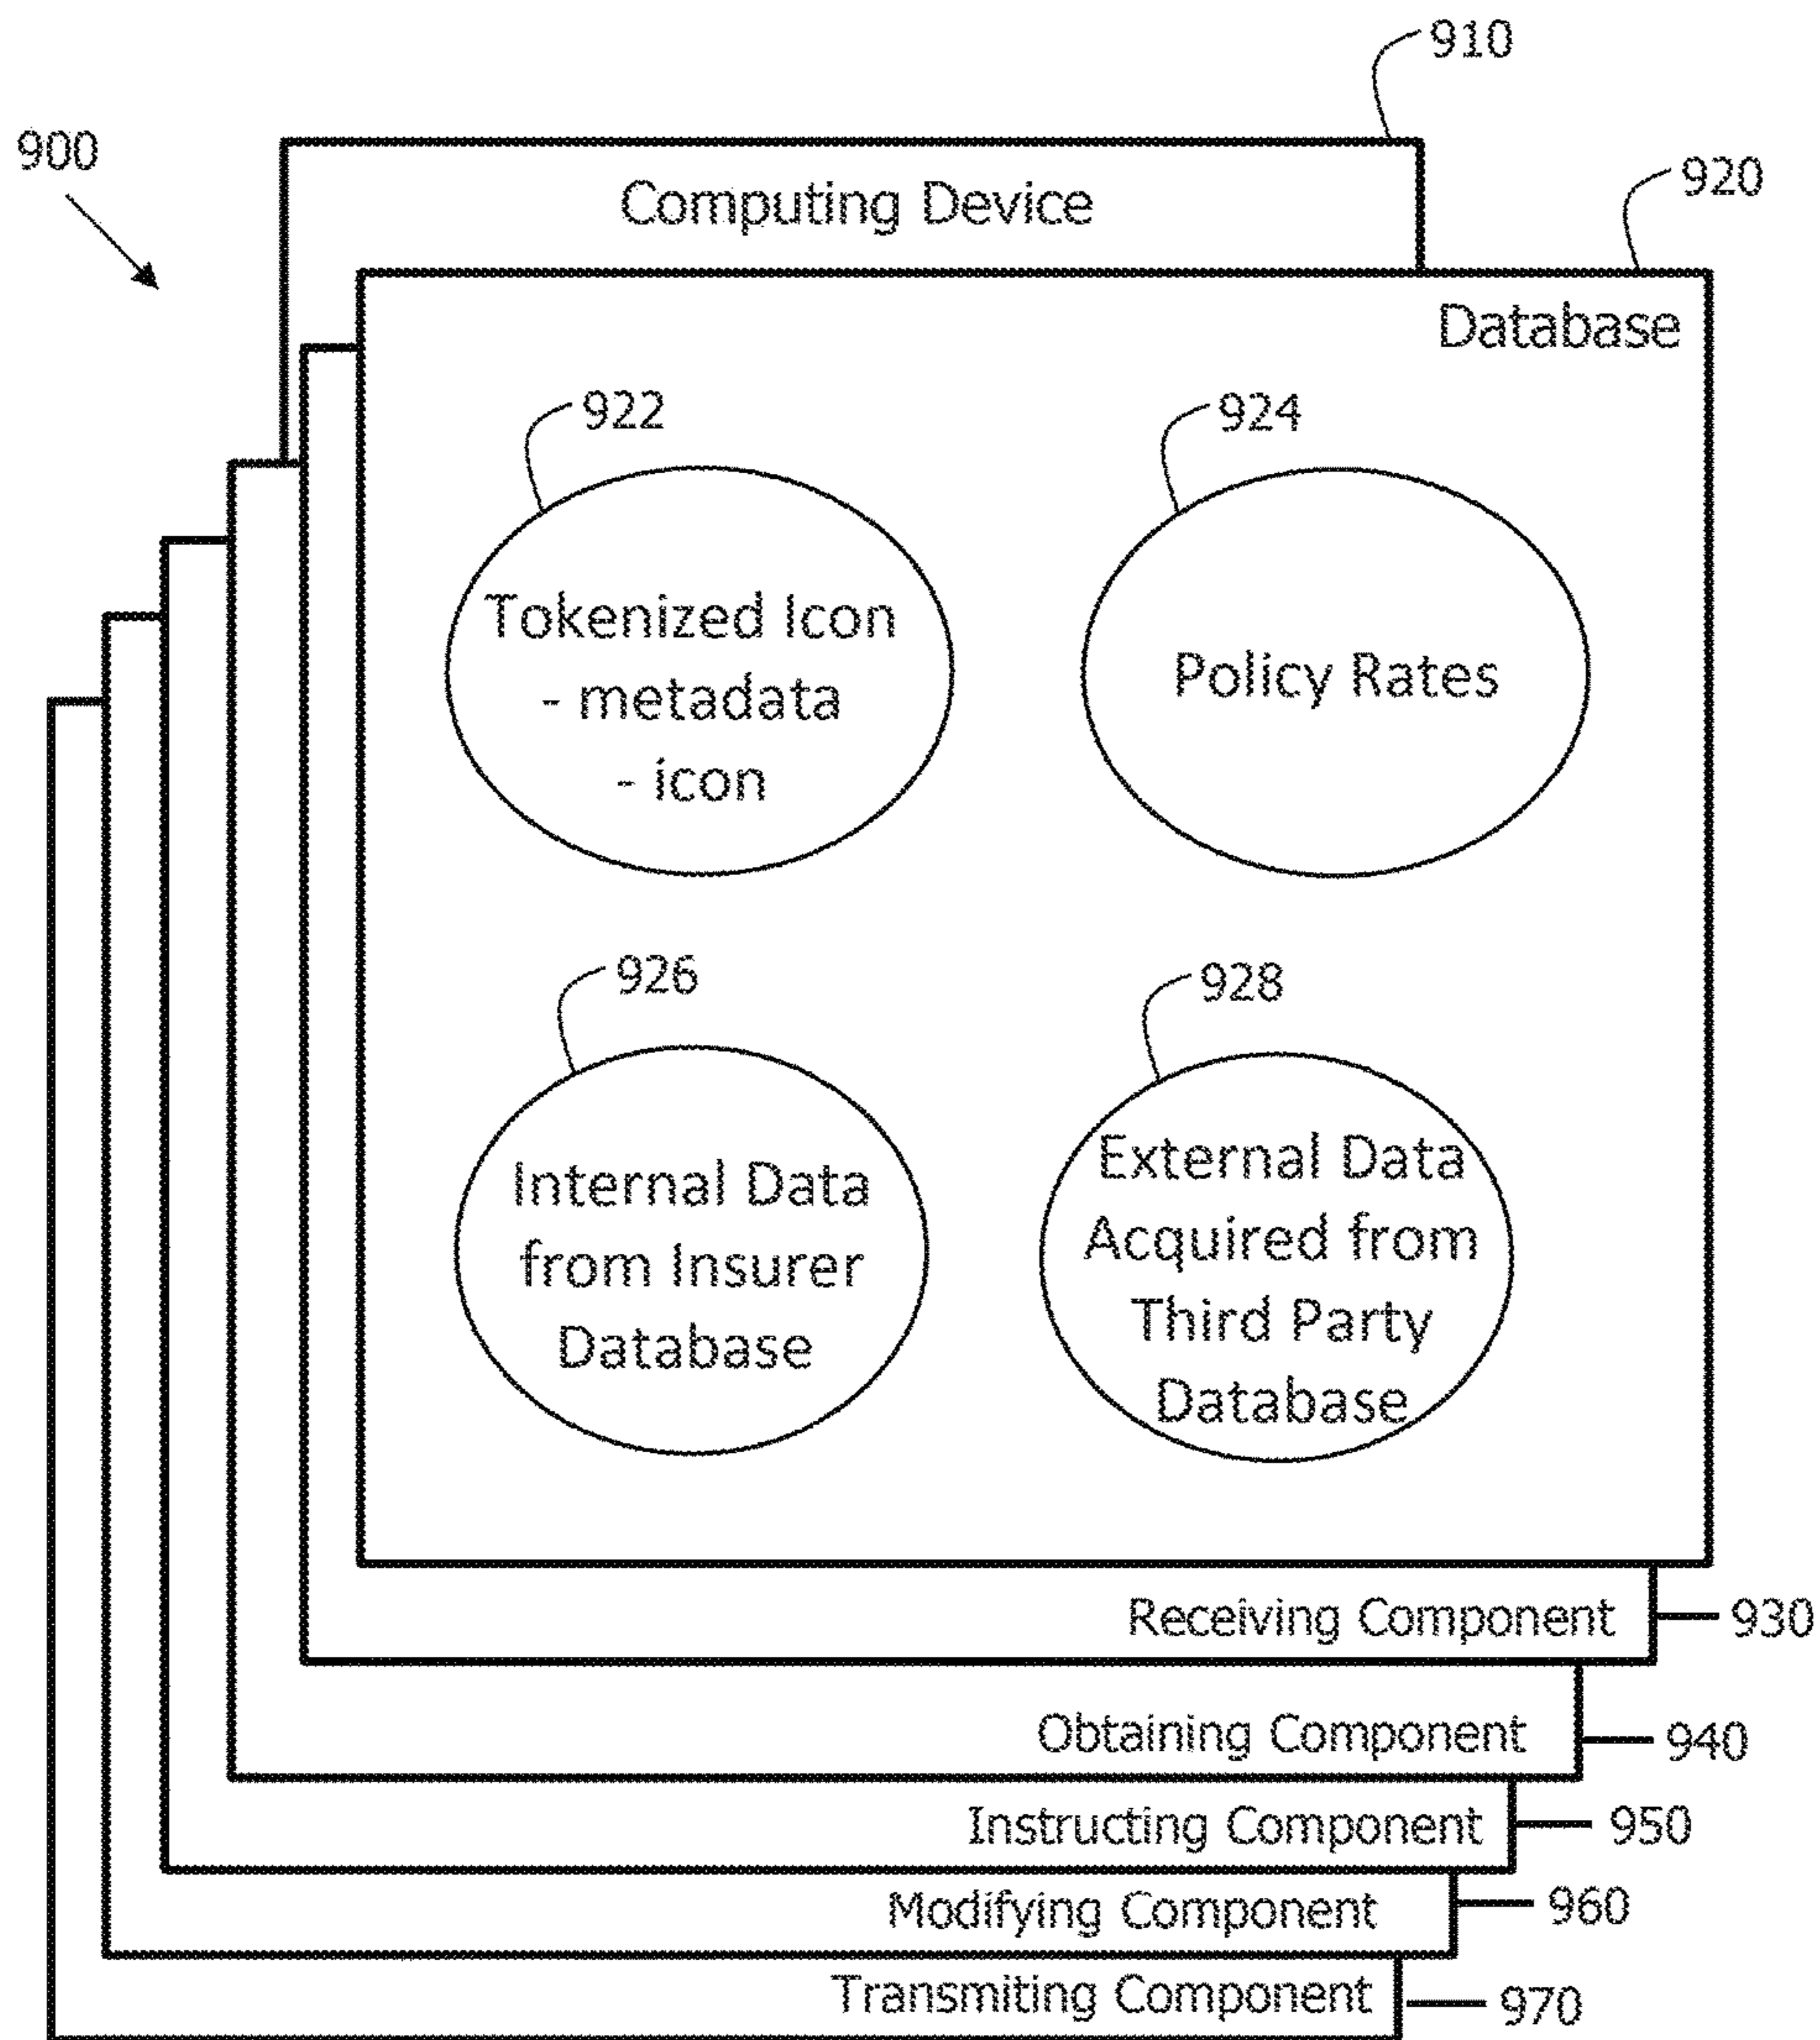 910
900
Computing Device
920
Database
922
924
Tokenized Icon
- metadata
- icon
Policy Rates
926
928
Internal Data
from Insurer
Database
External Data
Acquired from
Third Party
Database
Receiving Component
930
Obtaining Component
940
Instructing Component
950
Modifying Component
960
Transmiting Component
970